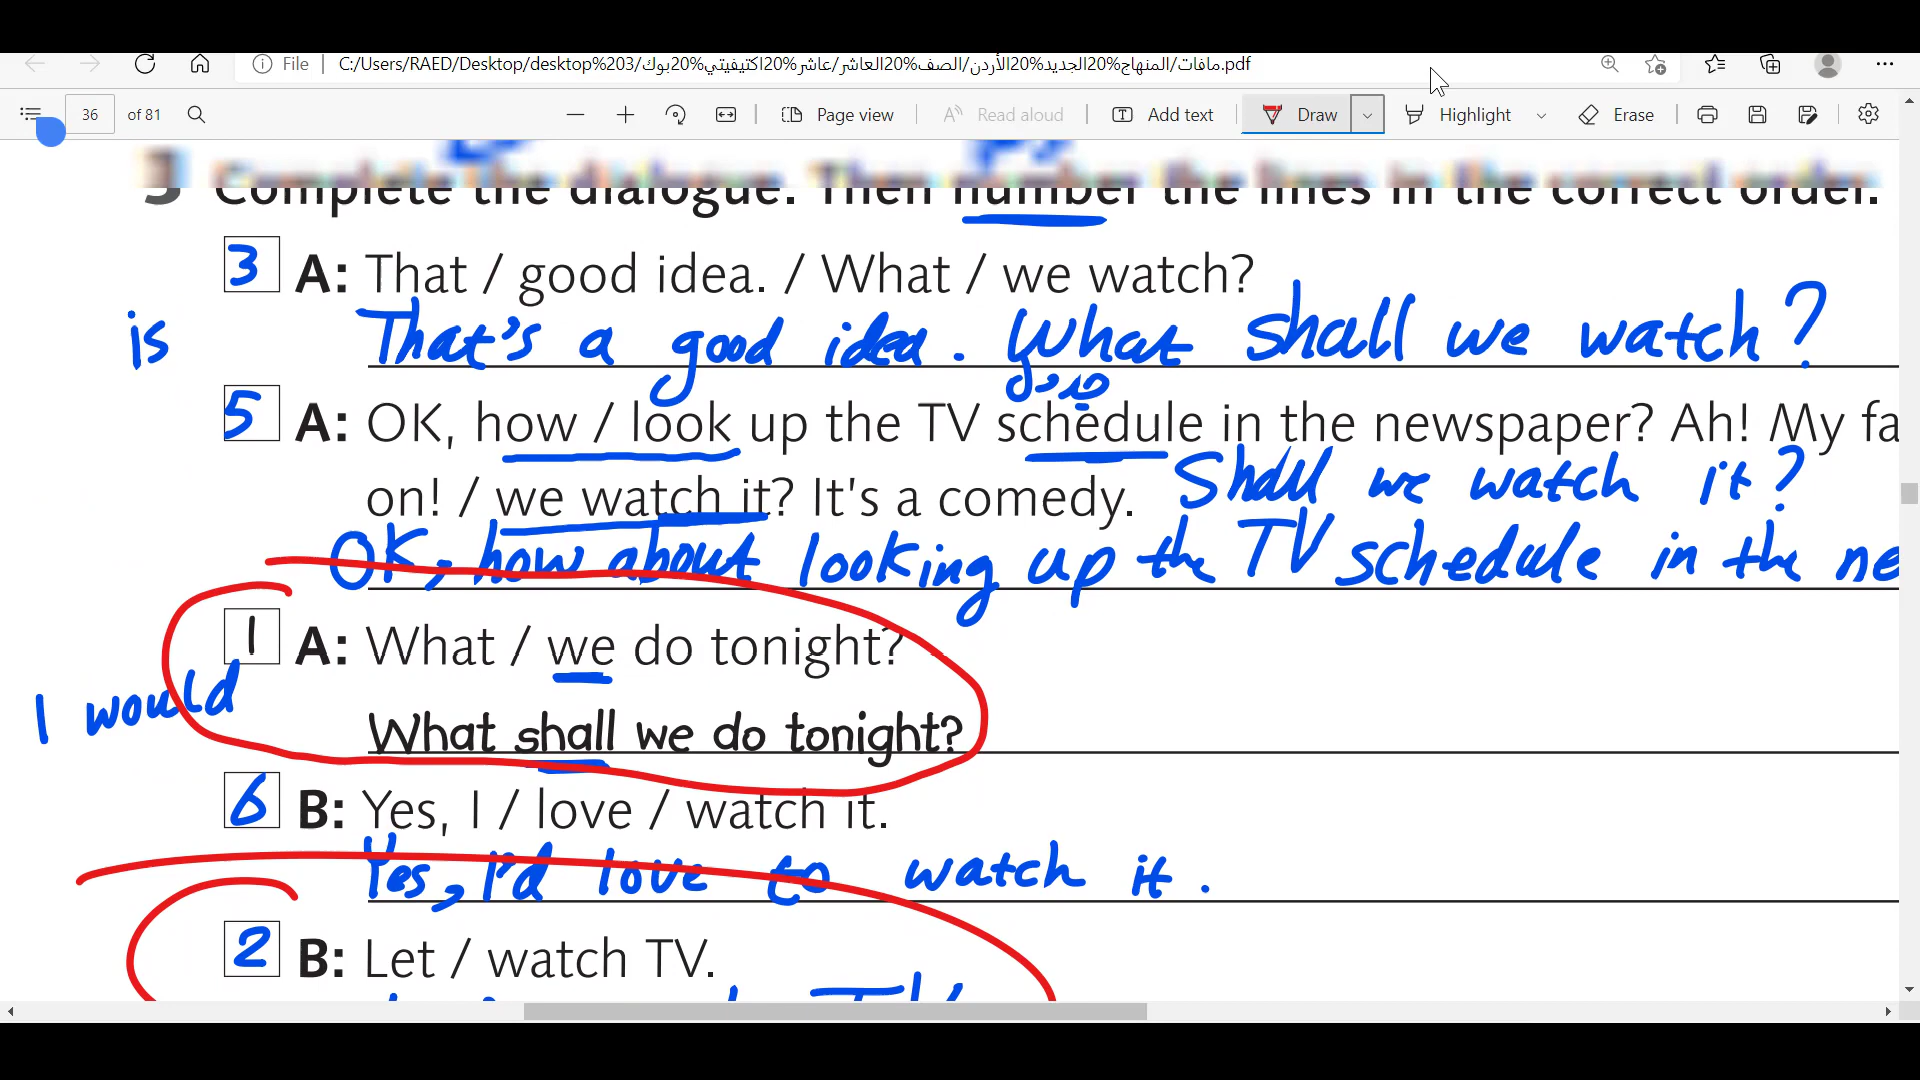 File C:/Users/RAED/Desktop/desktop%203/مافات/المنهاج%20الجديد%20الأردن/الصف%20العاشر/عاشر%20اكتيفيتي%20بوك.pdf
36 of 81 Page view Read aloud Add text Draw Highlight Erase
3 Complete the dialogue. Then number the lines in the correct order.
3 A: That / good idea. / What / we watch?
is That's a good idea. What shall we watch?
جدول
5 A: OK, how / look up the TV schedule in the newspaper? Ah! My fa
on! / we watch it? It's a comedy. Shall we watch it?
OK, how about looking up the TV schedule in the ne
1 A: What / we do tonight?
I would
What shall we do tonight?
6 B: Yes, I / love / watch it.
Yes, I'd love to watch it.
2 B: Let / watch TV.